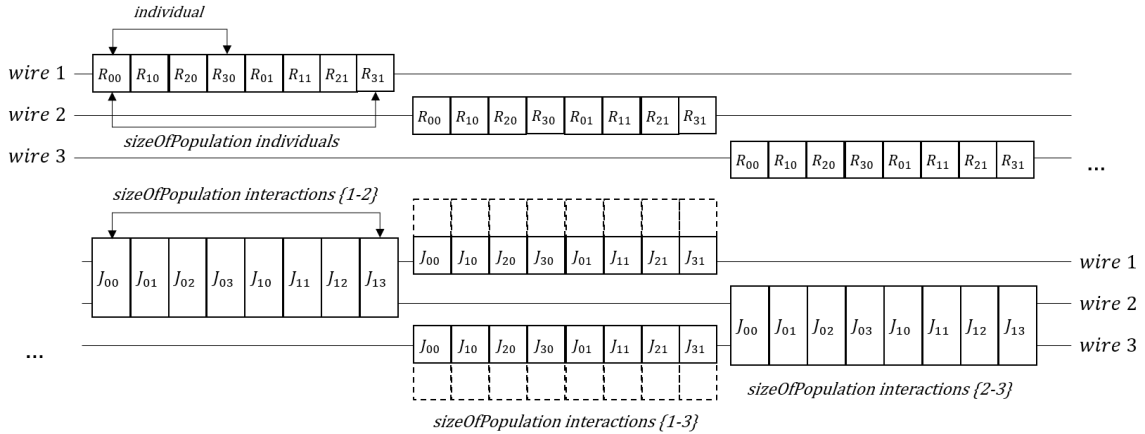 individual
wire 1 R₀₀ R₁₀ R₂₀ R₃₀ R₀₁ R₁₁ R₂₁ R₃₁
wire 2 R₀₀ R₁₀ R₂₀ R₃₀ R₀₁ R₁₁ R₂₁ R₃₁
sizeOfPopulation individuals
wire 3 R₀₀ R₁₀ R₂₀ R₃₀ R₀₁ R₁₁ R₂₁ R₃₁ ...
sizeOfPopulation interactions {1-2}
J₀₀ J₀₁ J₀₂ J₀₃ J₁₀ J₁₁ J₁₂ J₁₃
J₀₀ J₁₀ J₂₀ J₃₀ J₀₁ J₁₁ J₂₁ J₃₁ wire 1
wire 2
J₀₀ J₀₁ J₀₂ J₀₃ J₁₀ J₁₁ J₁₂ J₁₃
... J₀₀ J₁₀ J₂₀ J₃₀ J₀₁ J₁₁ J₂₁ J₃₁ wire 3
sizeOfPopulation interactions {2-3}
sizeOfPopulation interactions {1-3}